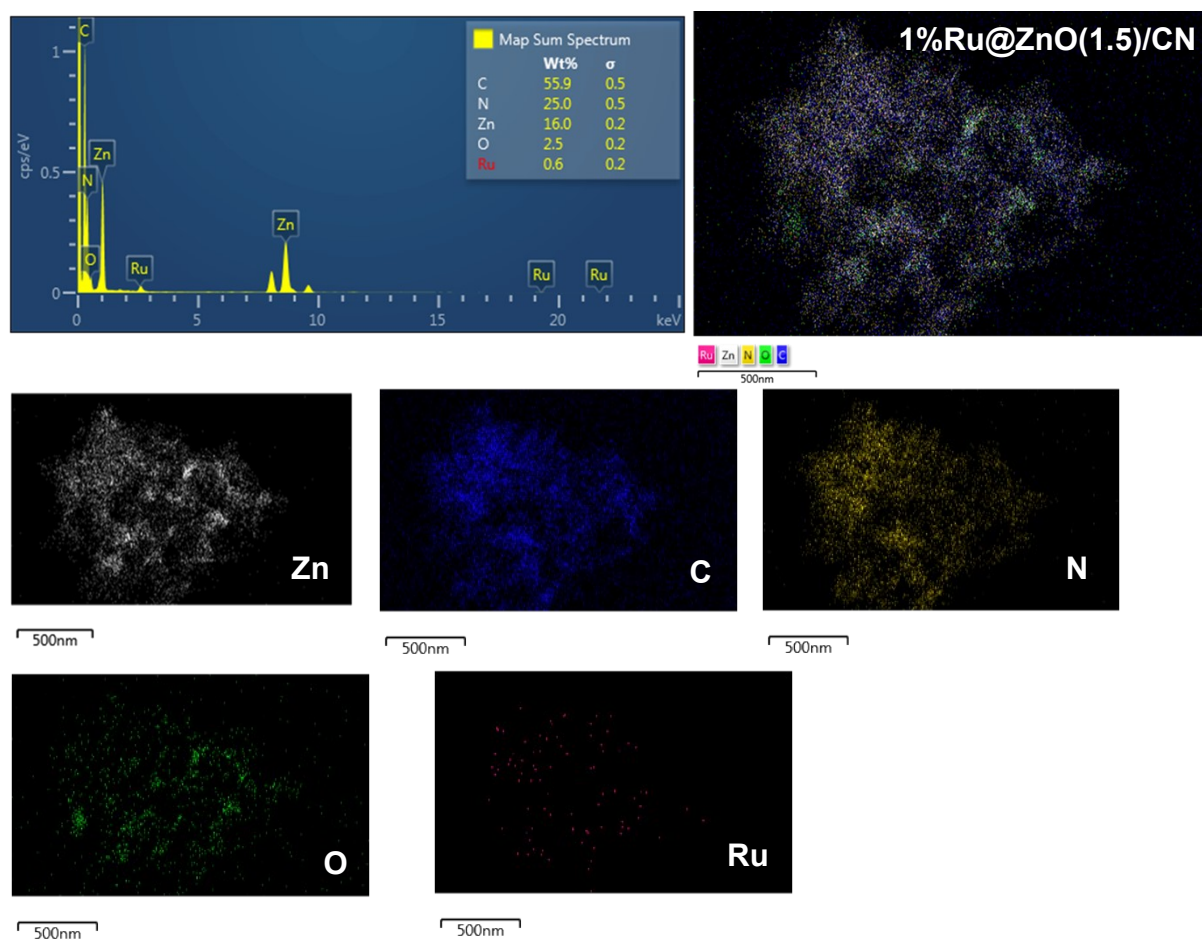 C
1
Zn
cps/eV
0.5
N
Zn
O
Ru
Ru
Ru
0
0
5
10
15
20
keV
Map Sum Spectrum
Wt% σ
C 55.9 0.5
N 25.0 0.5
Zn 16.0 0.2
O 2.5 0.2
Ru 0.6 0.2
1%Ru@ZnO(1.5)/CN
Ru Zn N O C
500nm
Zn
500nm
C
500nm
N
500nm
O
500nm
Ru
500nm